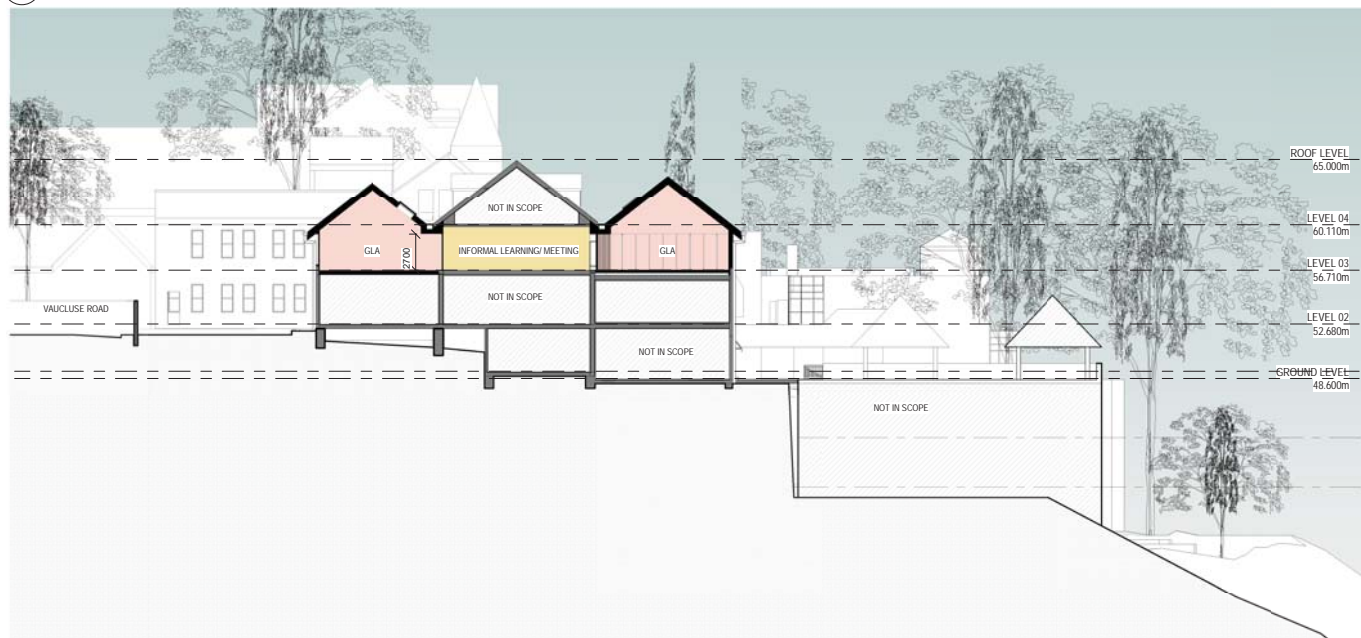 ROOF LEVEL
65.000m
NOT IN SCOPE
LEVEL 04
60.110m
GLA
2700
INFORMAL LEARNING/ MEETING
GLA
LEVEL 03
56.710m
VAUCLUSE ROAD
NOT IN SCOPE
LEVEL 02
52.680m
NOT IN SCOPE
GROUND LEVEL
48.600m
NOT IN SCOPE